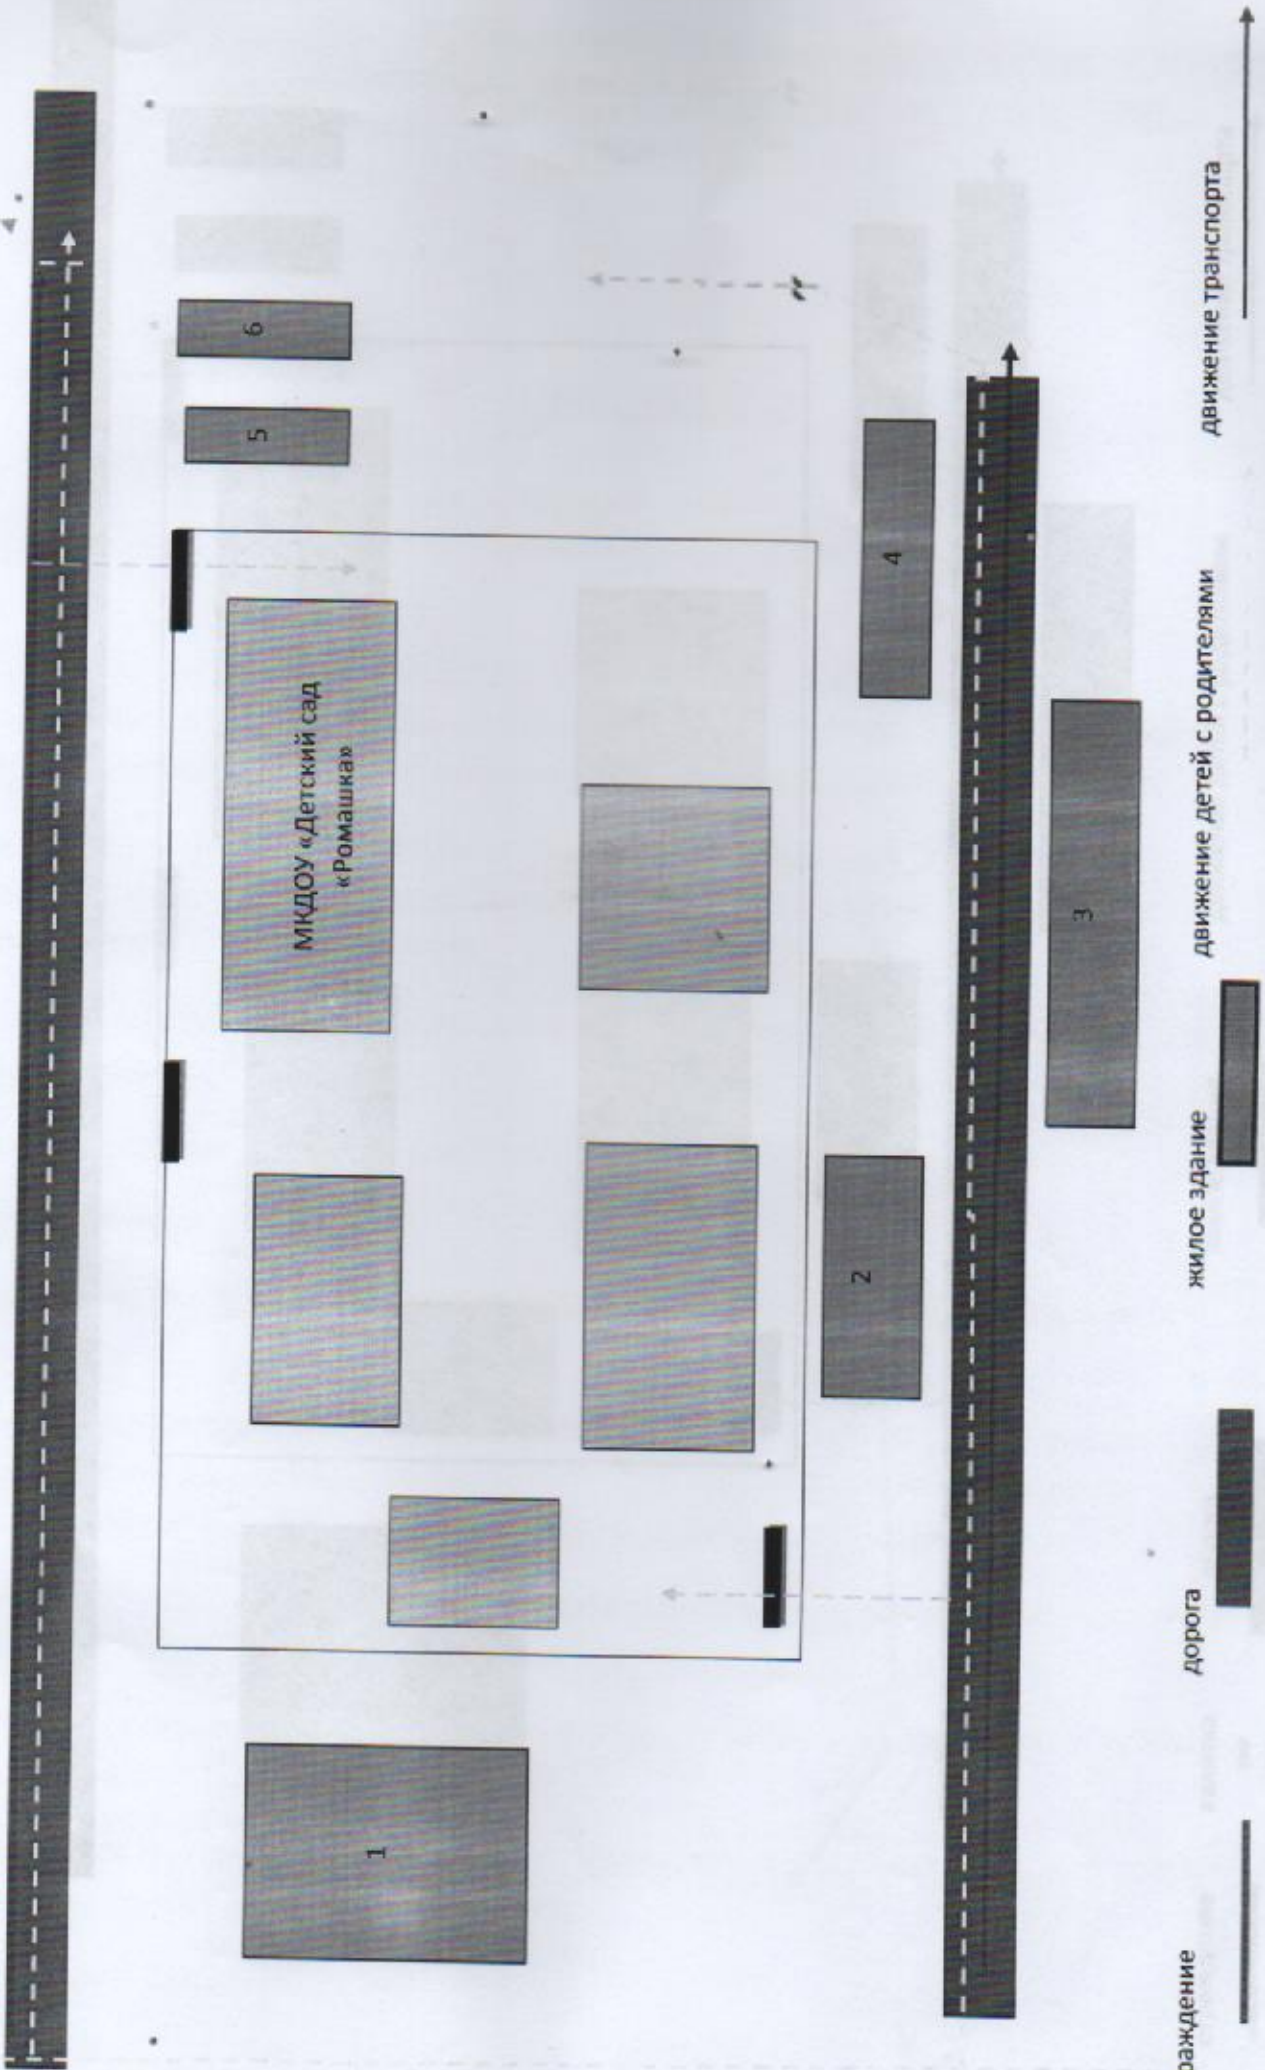 6
5
МКДОУ «Детский сад
«Ромашка»
4
3
2
1
раждение
дорога
жилое здание
движение детей с родителями
движение транспорта